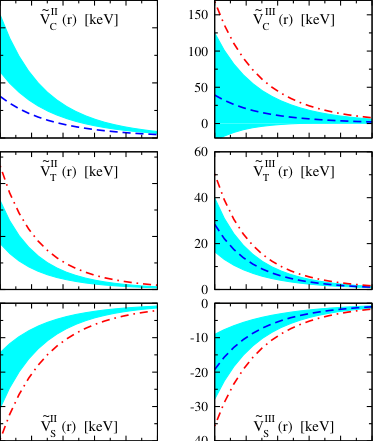 Ṽ_C^II (r) [keV]
Ṽ_C^III (r) [keV]
150
100
50
0
Ṽ_T^II (r) [keV]
Ṽ_T^III (r) [keV]
60
40
20
0
Ṽ_S^II (r) [keV]
Ṽ_S^III (r) [keV]
0
-10
-20
-30